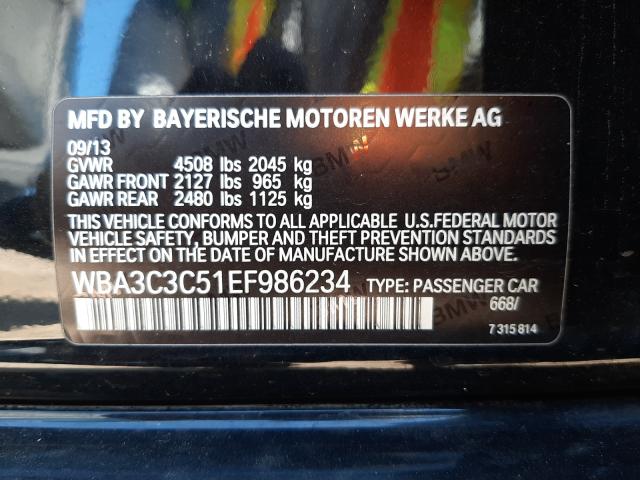 MFD BY BAYERISCHE MOTOREN WERKE AG
09/13
GVWR 4508 lbs 2045 kg
GAWR FRONT 2127 lbs 965 kg
GAWR REAR 2480 lbs 1125 kg
THIS VEHICLE CONFORMS TO ALL APPLICABLE U.S.FEDERAL MOTOR
VEHICLE SAFETY, BUMPER AND THEFT PREVENTION STANDARDS
IN EFFECT ON THE DATE OF MANUFACTURE SHOWN ABOVE.
WBA3C3C51EF986234 TYPE: PASSENGER CAR
668/
7 315 814